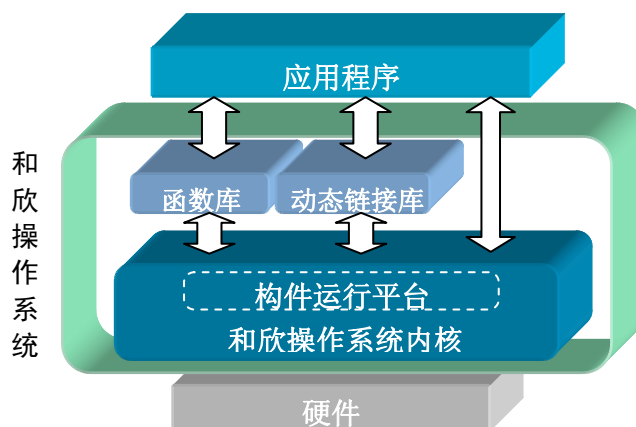 应用程序
和欣操作系统
函数库
动态链接库
构件运行平台
和欣操作系统内核
硬件